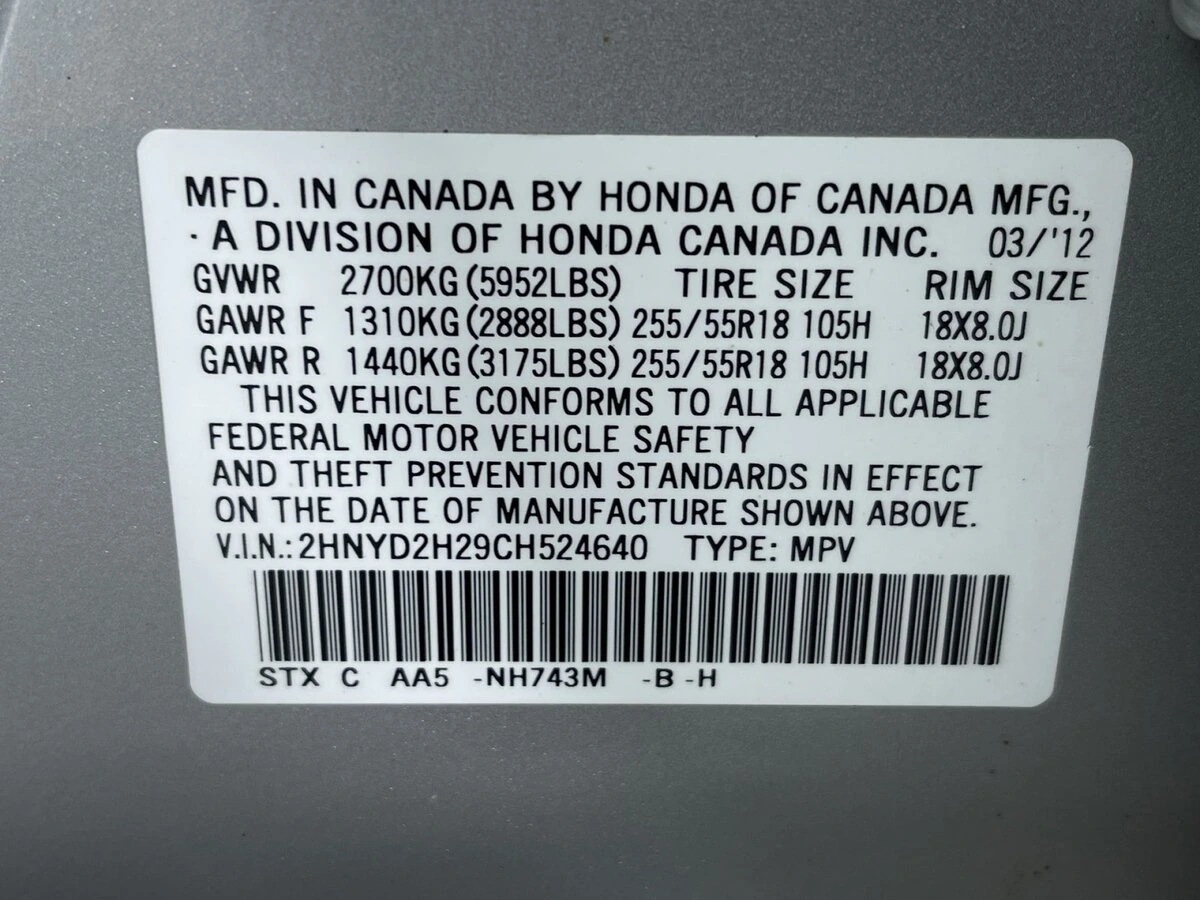 MFD. IN CANADA BY HONDA OF CANADA MFG.,
· A DIVISION OF HONDA CANADA INC. 03/'12
GVWR 2700KG (5952LBS) TIRE SIZE RIM SIZE
GAWR F 1310KG (2888LBS) 255/55R18 105H 18X8.0J
GAWR R 1440KG (3175LBS) 255/55R18 105H 18X8.0J
THIS VEHICLE CONFORMS TO ALL APPLICABLE
FEDERAL MOTOR VEHICLE SAFETY
AND THEFT PREVENTION STANDARDS IN EFFECT
ON THE DATE OF MANUFACTURE SHOWN ABOVE.
V.I.N.: 2HNYD2H29CH524640 TYPE: MPV
STX C AA5 -NH743M -B -H